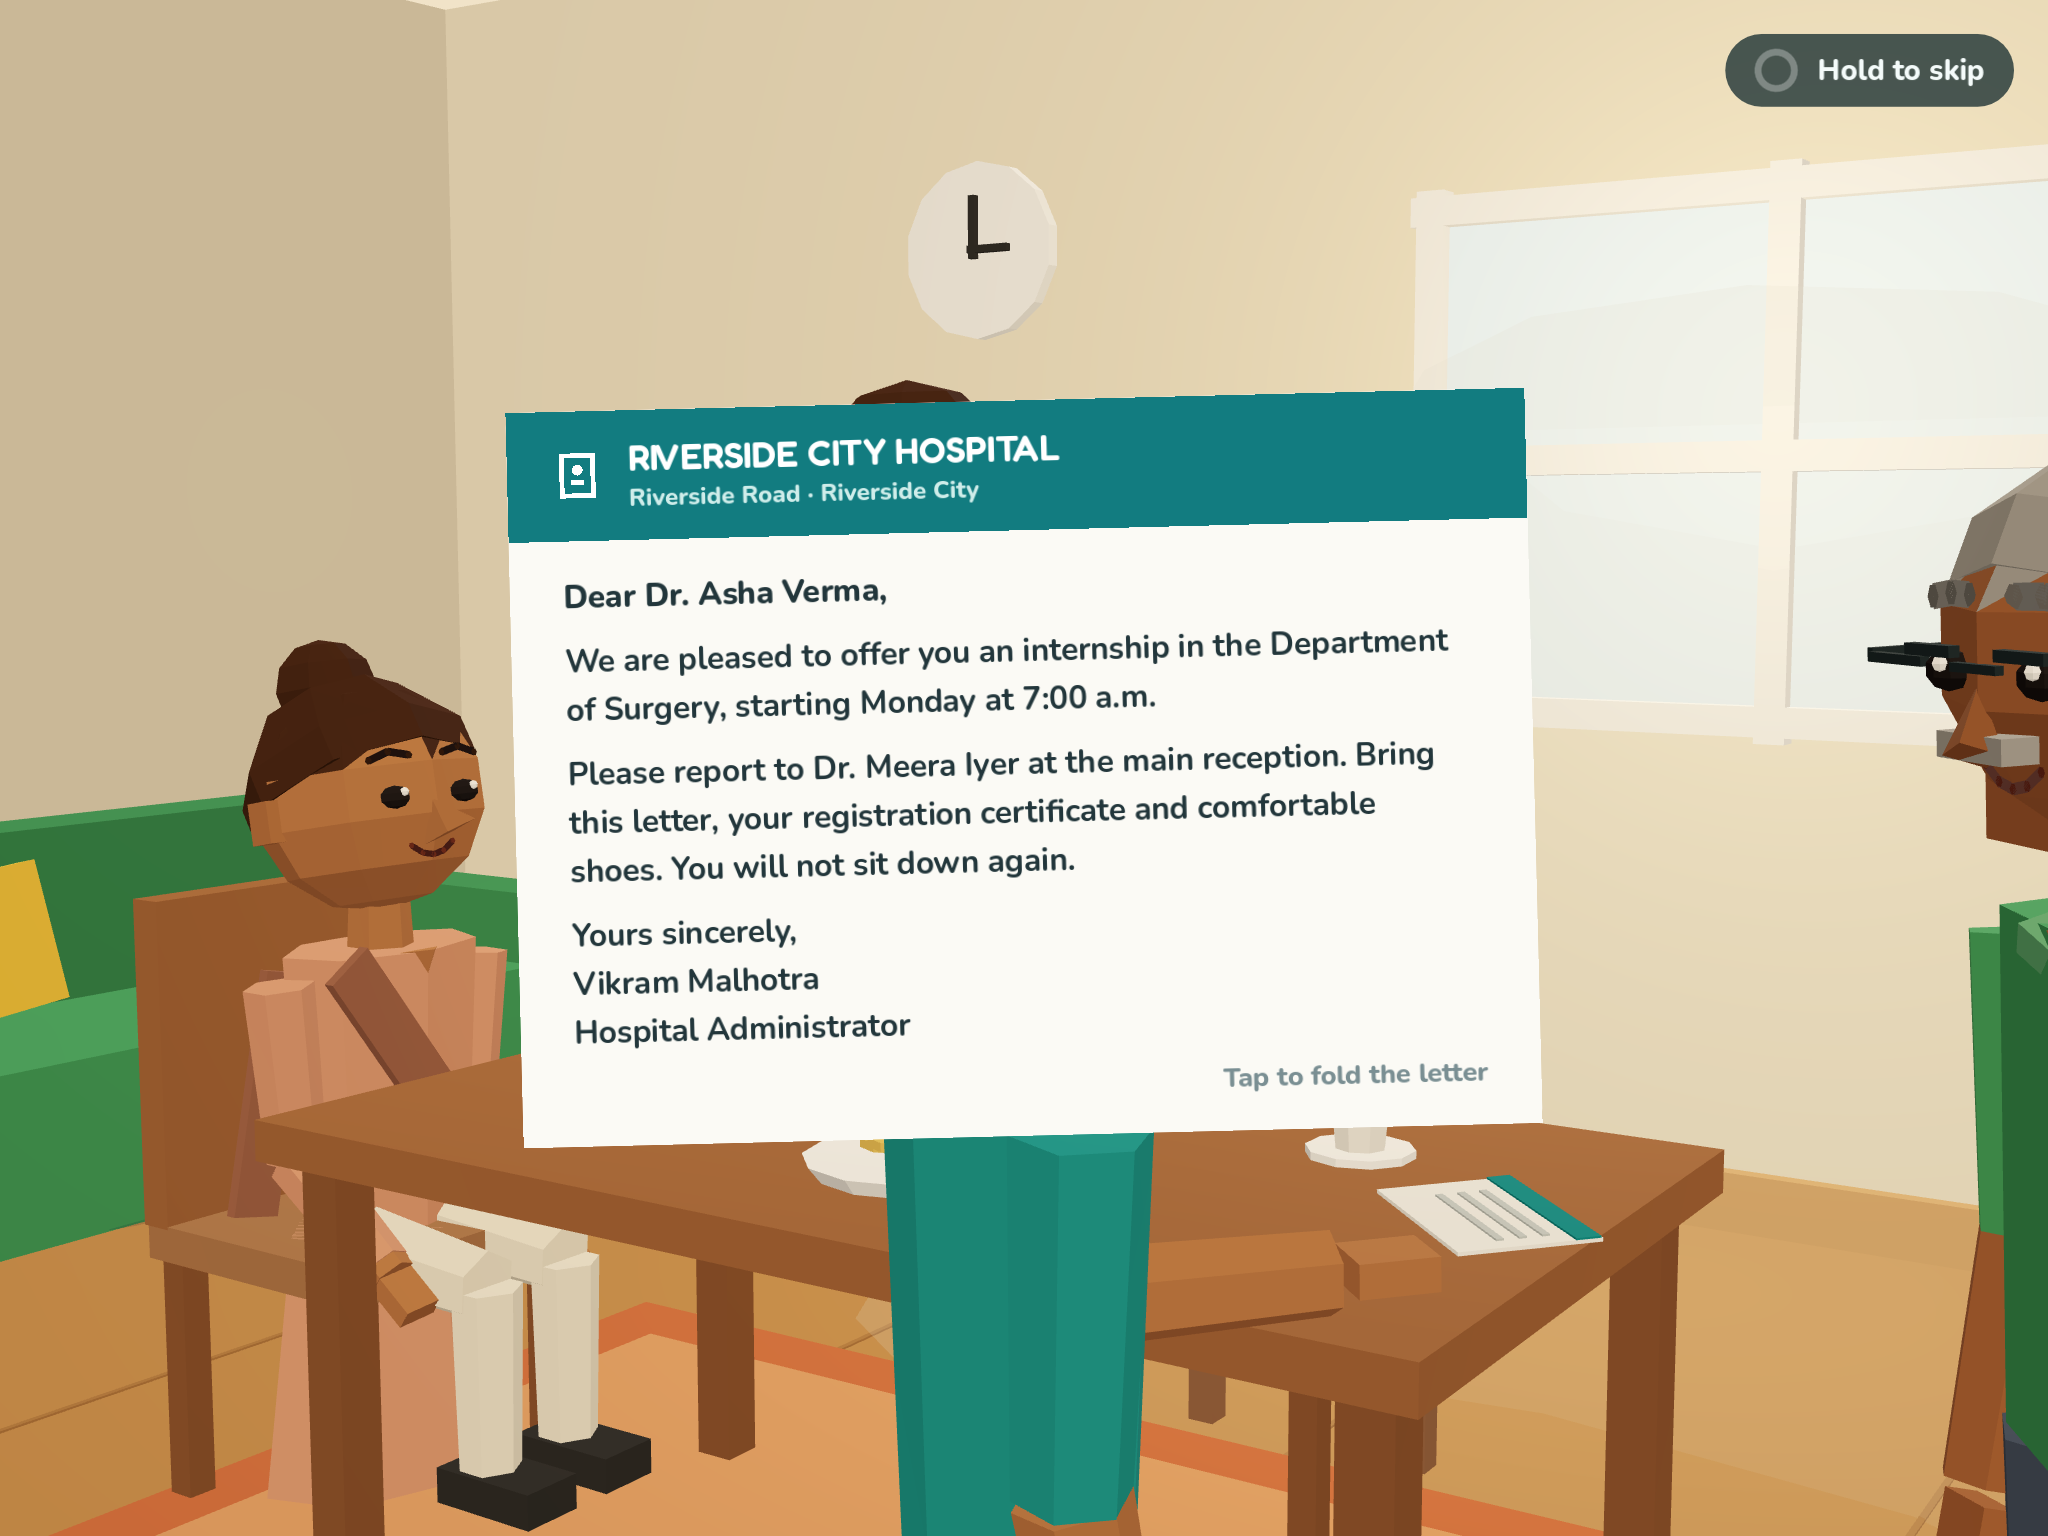 Hold to skip
RIVERSIDE CITY HOSPITAL
Riverside Road · Riverside City
Dear Dr. Asha Verma,
We are pleased to offer you an internship in the Department
of Surgery, starting Monday at 7:00 a.m.
Please report to Dr. Meera Iyer at the main reception. Bring
this letter, your registration certificate and comfortable
shoes. You will not sit down again.
Yours sincerely,
Vikram Malhotra
Hospital Administrator
Tap to fold the letter